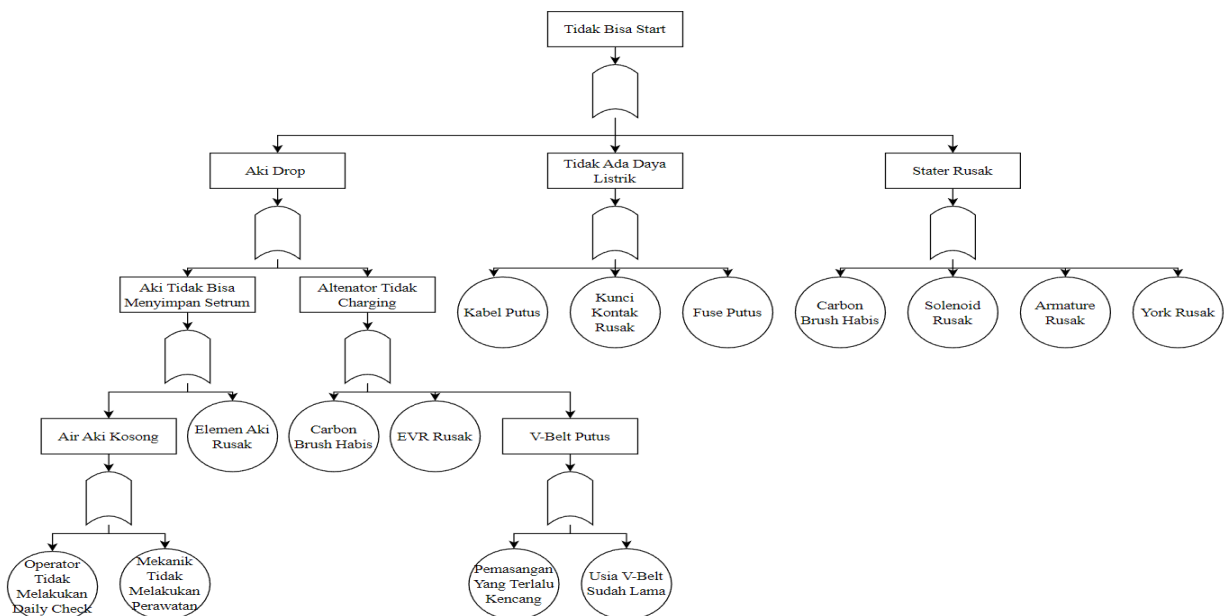 Tidak Bisa Start
Aki Drop
Tidak Ada Daya
Listrik
Stater Rusak
Aki Tidak Bisa
Menyimpan Setrum
Altenator Tidak
Charging
Kabel Putus
Kunci
Kontak
Rusak
Fuse Putus
Carbon
Brush Habis
Solenoid
Rusak
Armature
Rusak
York Rusak
Air Aki Kosong
Elemen Aki
Rusak
Carbon
Brush Habis
EVR Rusak
V-Belt Putus
Operator
Tidak
Melakukan
Daily Check
Mekanik
Tidak
Melakukan
Perawatan
Pemasangan
Yang Terlalu
Kencang
Usia V-Belt
Sudah Lama